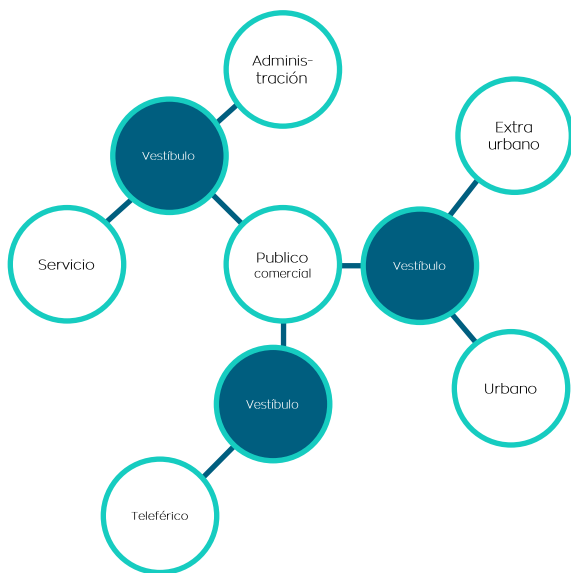 Adminis-
tración
Extra
urbano
Vestíbulo
Servicio
Publico
comercial
Vestíbulo
Urbano
Vestíbulo
Teleférico